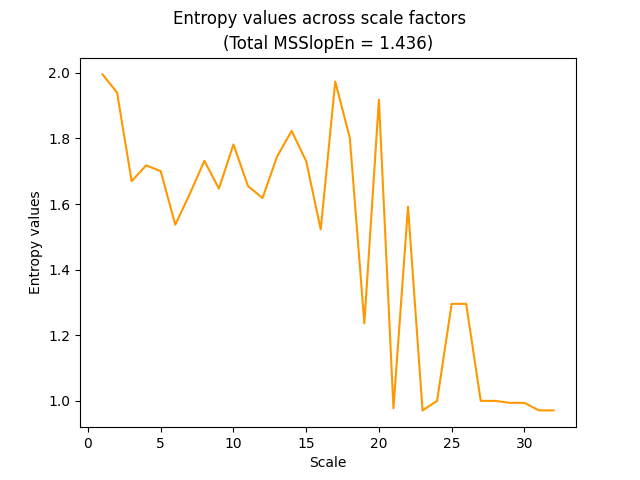 Entropy values across scale factors
(Total MSSlopEn = 1.436)
2.0
1.8
1.6
1.4
1.2
1.0
Entropy values
0 5 10 15 20 25 30
Scale